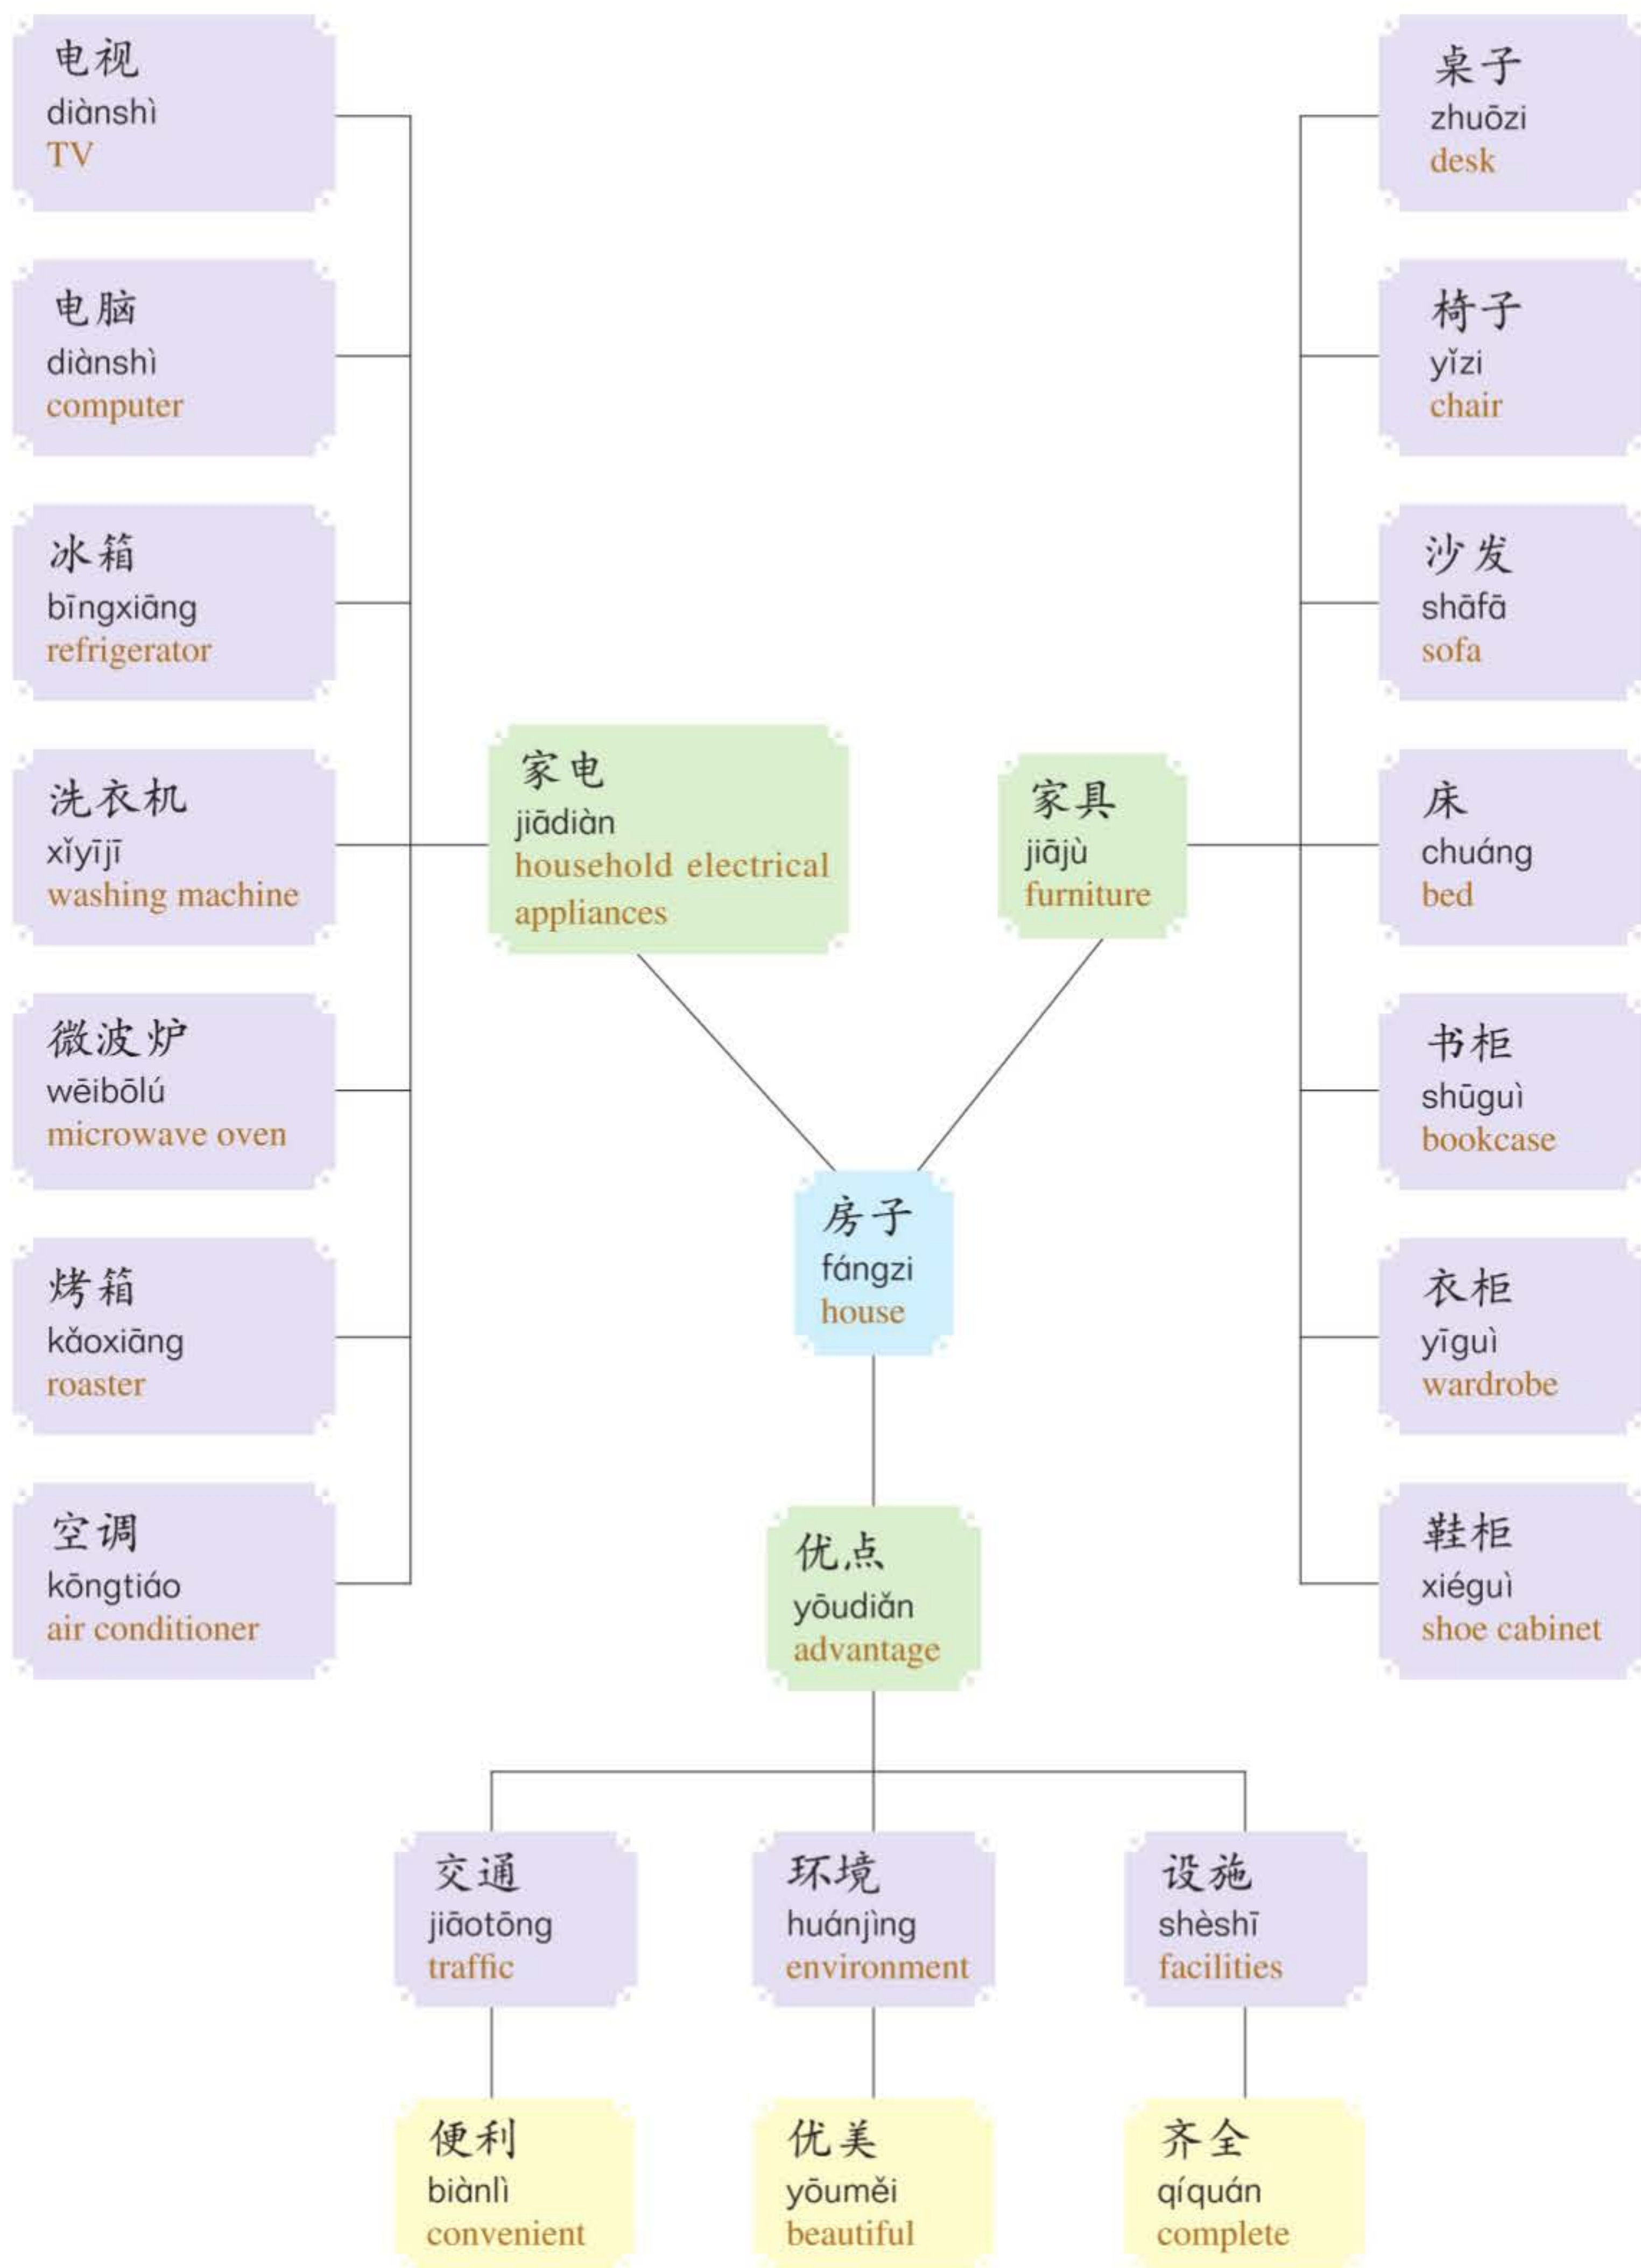 电视
diànshì
TV
电脑
diànshì
computer
冰箱
bīngxiāng
refrigerator
洗衣机
xǐyījī
washing machine
微波炉
wēibōlú
microwave oven
烤箱
kǎoxiāng
roaster
空调
kōngtiáo
air conditioner
家电
jiādiàn
household electrical
appliances
家具
jiājù
furniture
房子
fángzi
house
优点
yōudiǎn
advantage
桌子
zhuōzi
desk
椅子
yǐzi
chair
沙发
shāfā
sofa
床
chuáng
bed
书柜
shūguì
bookcase
衣柜
yīguì
wardrobe
鞋柜
xiéguì
shoe cabinet
交通
jiāotōng
traffic
环境
huánjìng
environment
设施
shèshī
facilities
便利
biànlì
convenient
优美
yōuměi
beautiful
齐全
qíquán
complete